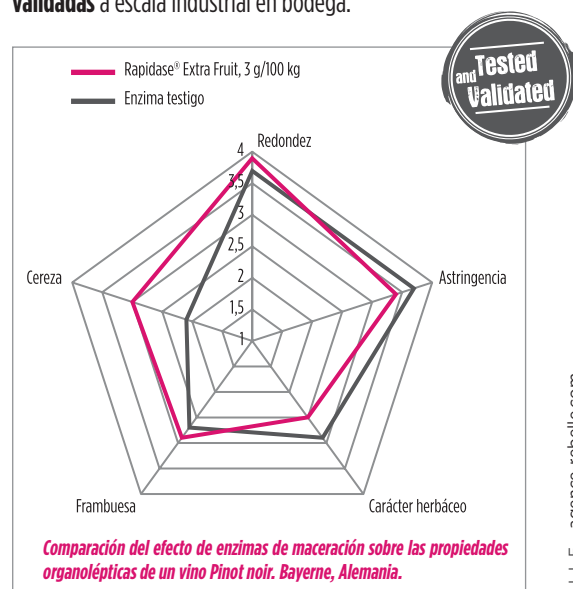 Validadas a escala industrial en bodega.
and Tested
Validated
Rapidase® Extra Fruit, 3 g/100 kg
Enzima testigo
Redondez
4
3,5
3
2,5
2
1,5
1
Cereza
Astringencia
Frambuesa
Carácter herbáceo
Comparación del efecto de enzimas de maceración sobre las propiedades
organolépticas de un vino Pinot noir. Bayerne, Alemania.